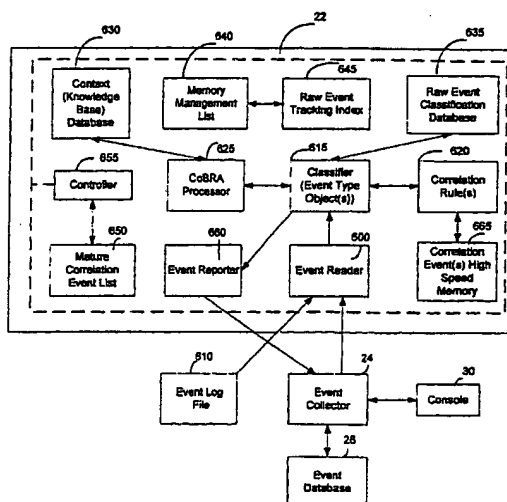 630
640
22
635
Context
(Knowledge
Base)
Database
Memory
Management
List
645
Raw Event
Tracking Index
Raw Event
Classification
Database
655
Controller
625
CoBRA
Processor
615
Classifier
(Event Type
Object(s))
620
Correlation
Rule(s)
650
Mature
Correlation
Event List
660
Event Reporter
600
Event Reader
665
Correlation
Event(s) High
Speed
Memory
610
Event Log
File
24
Event
Collector
30
Console
26
Event
Database